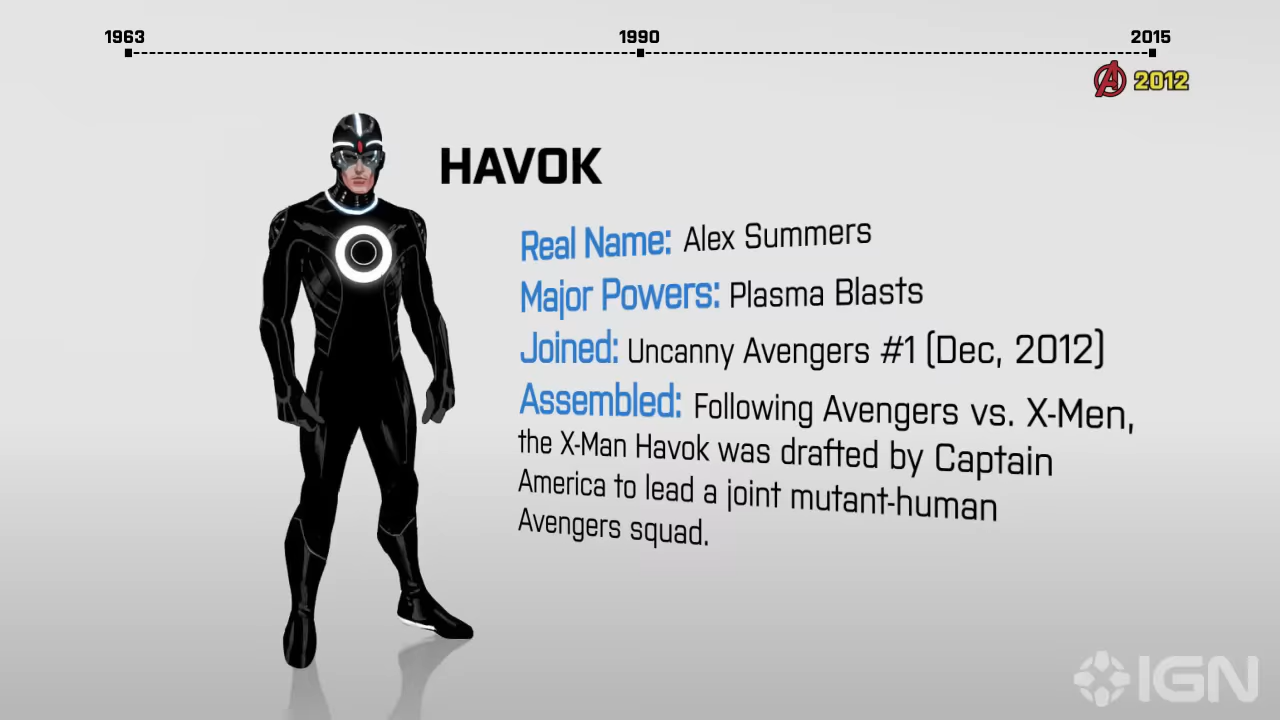 1963 1990 2015
2012
HAVOK
Real Name: Alex Summers
Major Powers: Plasma Blasts
Joined: Uncanny Avengers #1 (Dec, 2012)
Assembled: Following Avengers vs. X-Men,
the X-Man Havok was drafted by Captain
America to lead a joint mutant-human
Avengers squad.
IGN